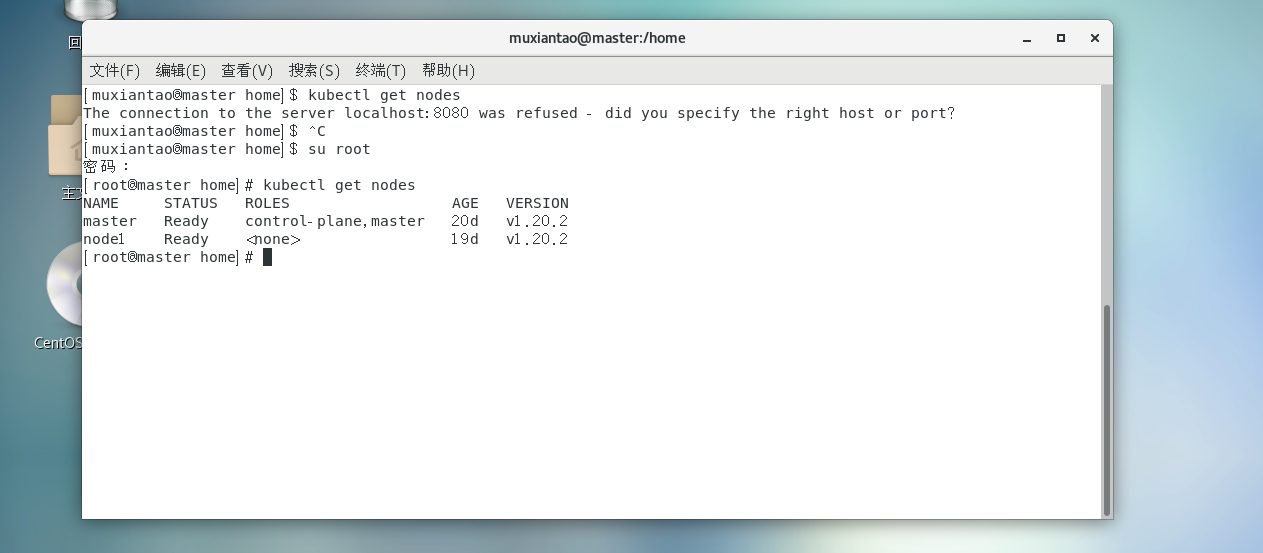 回
muxiantao@master:/home
文件(F) 编辑(E) 查看(V) 搜索(S) 终端(T) 帮助(H)
[muxiantao@master home]$ kubectl get nodes
The connection to the server localhost:8080 was refused - did you specify the right host or port?
[muxiantao@master home]$ ^C
[muxiantao@master home]$ su root
密码：
[root@master home]# kubectl get nodes
NAME STATUS ROLES AGE VERSION
master Ready control-plane,master 20d v1.20.2
node1 Ready <none> 19d v1.20.2
[root@master home]#
主
CentOS